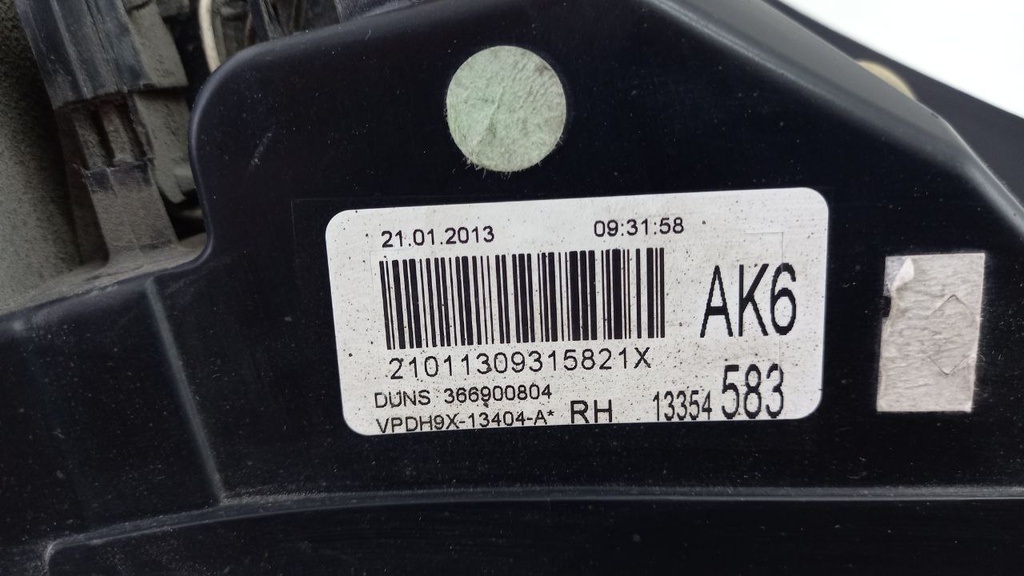 21.01.2013 09:31:58
AK6
21011309315821X
DUNS 366900804
VPDH9X-13404-A* RH 13354 583